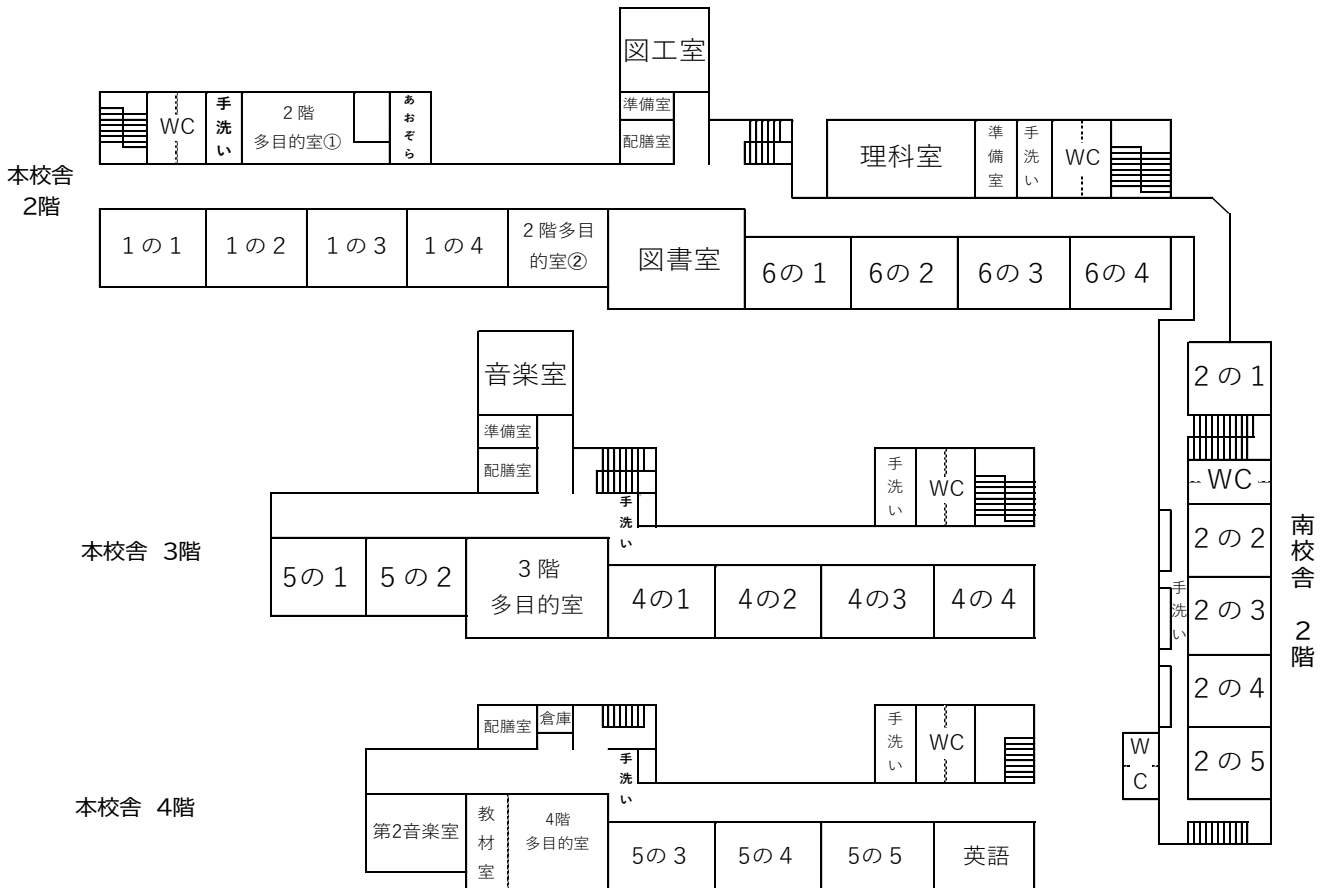 図工室
準備室
配膳室
WC
手洗い
2階
多目的室①
あおぞら
理科室
準備室
手洗い
WC
本校舎
2階
1の1
1の2
1の3
1の4
2階多目
的室②
図書室
6の1
6の2
6の3
6の4
音楽室
準備室
配膳室
手洗い
手洗い
WC
本校舎 3階
5の1
5の2
3階
多目的室
4の1
4の2
4の3
4の4
2の1
WC
2の2
手洗い
2の3
2の4
2の5
WC
南校舎 2階
配膳室
倉庫
手洗い
手洗い
WC
本校舎 4階
第2音楽室
教材室
4階
多目的室
5の3
5の4
5の5
英語